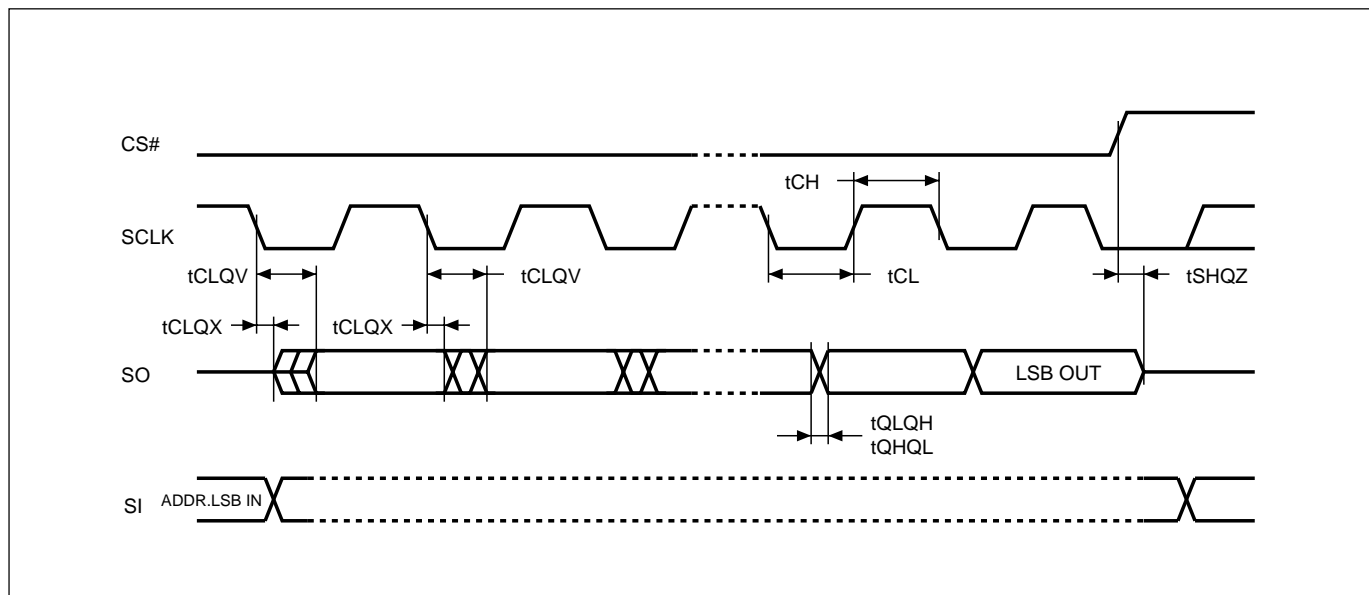 CS#
tCH
SCLK
tCLQV
tCLQV
tCL
tSHQZ
tCLQX
tCLQX
SO
LSB OUT
tQLQH
tQHQL
SI
ADDR.LSB IN